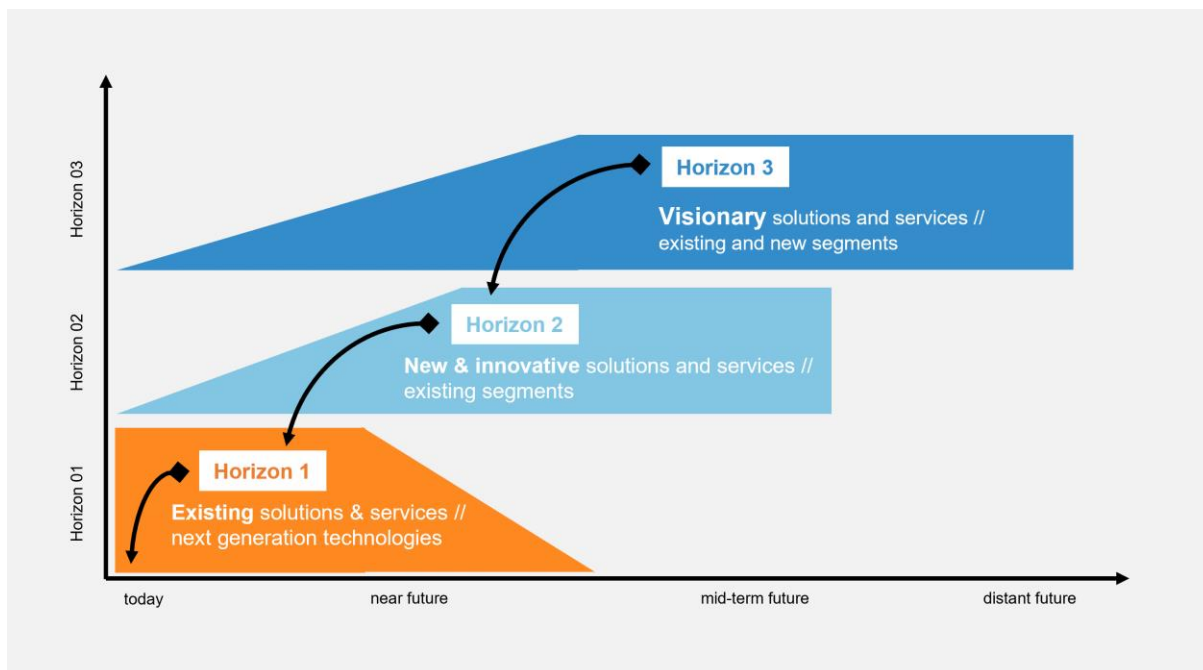 Horizon 03
Horizon 3
Visionary solutions and services //
existing and new segments
Horizon 02
Horizon 2
New & innovative solutions and services //
existing segments
Horizon 01
Horizon 1
Existing solutions & services //
next generation technologies
today
near future
mid-term future
distant future